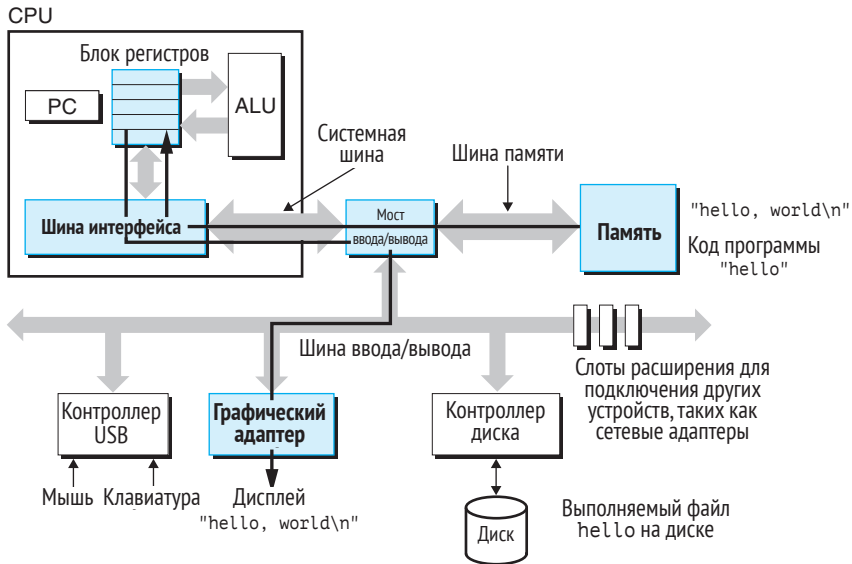 CPU
Блок регистров
PC
ALU
Системная
шина
Шина памяти
Шина интерфейса
Мост
ввода/вывода
Память
"hello, world\n"
Код программы
"hello"
Шина ввода/вывода
Слоты расширения для
подключения других
устройств, таких как
сетевые адаптеры
Контроллер
USB
Графический
адаптер
Контроллер
диска
Мышь
Клавиатура
Дисплей
"hello, world\n"
Диск
Выполняемый файл
hello на диске